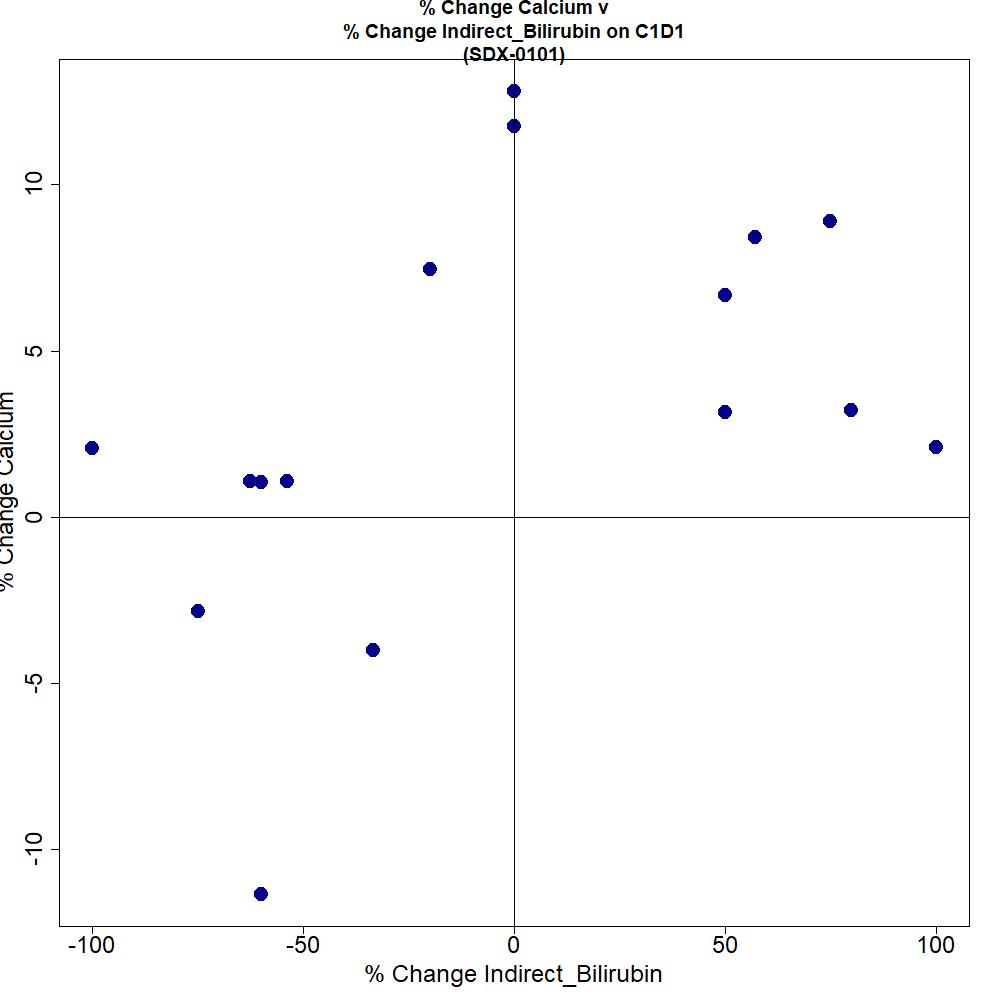 % Change Calcium v
% Change Indirect_Bilirubin on C1D1
(SDX-0101)
% Change Calcium
10
5
0
-5
-10
-100
-50
0
50
100
% Change Indirect_Bilirubin